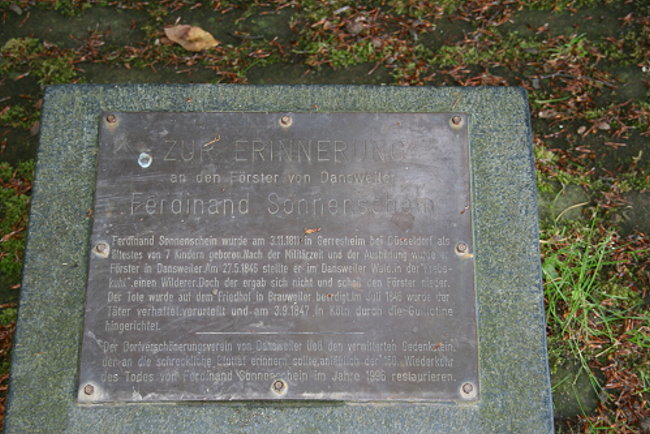 ZUR ERINNERUNG
an den Förster von Dansweiler
Ferdinand Sonnenschein
Ferdinand Sonnenschein wurde am 3.11.1811 in Gerresheim bei Düsseldorf als
ältestes von 7 Kindern geboren.Nach der Militärzeit und der Ausbildung wurde er
Förster in Dansweiler.Am 27.5.1846 stellte er im Dansweiler Wald,in der
kuhl",einen Wilderer.Doch der ergab sich nicht und schoß den Förster nieder.
Der Tote wurde auf dem Friedhof in Brauweiler beerdigt.Im Juli 1846 wurde der
Täter verhaftet,verurteilt und am 3.9.1847 in Köln durch die Guillotine
hingerichtet.
Der Dorfverschönerungsverein von Dansweiler ließ den verwitterten Gedenkstein,
der an die schreckliche Bluttat erinnern sollte,anläßlich der 150. Wiederkehr
des Todes von Ferdinand Sonnenschein im Jahre 1996 restaurieren.